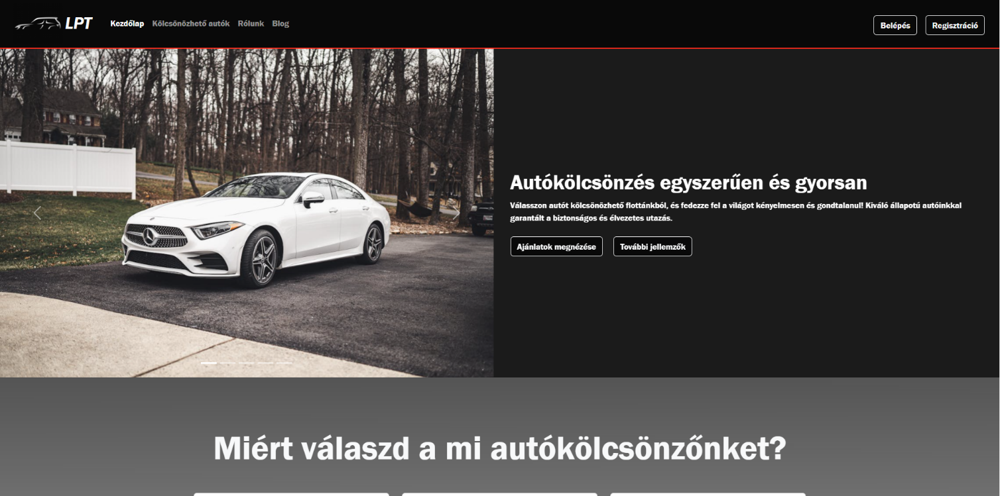 LPT
Kezdőlap
Kölcsönözhető autók
Rólunk
Blog
Belépés
Regisztráció
Autókölcsönzés egyszerűen és gyorsan
Válasszon autót kölcsönözhető flottánkból, és fedezze fel a világot kényelmesen és gondtalanul! Kiváló állapotú autóinkkal
garantált a biztonságos és élvezetes utazás.
Ajánlatok megnézése
További jellemzők
Miért válaszd a mi autókölcsönzőnket?